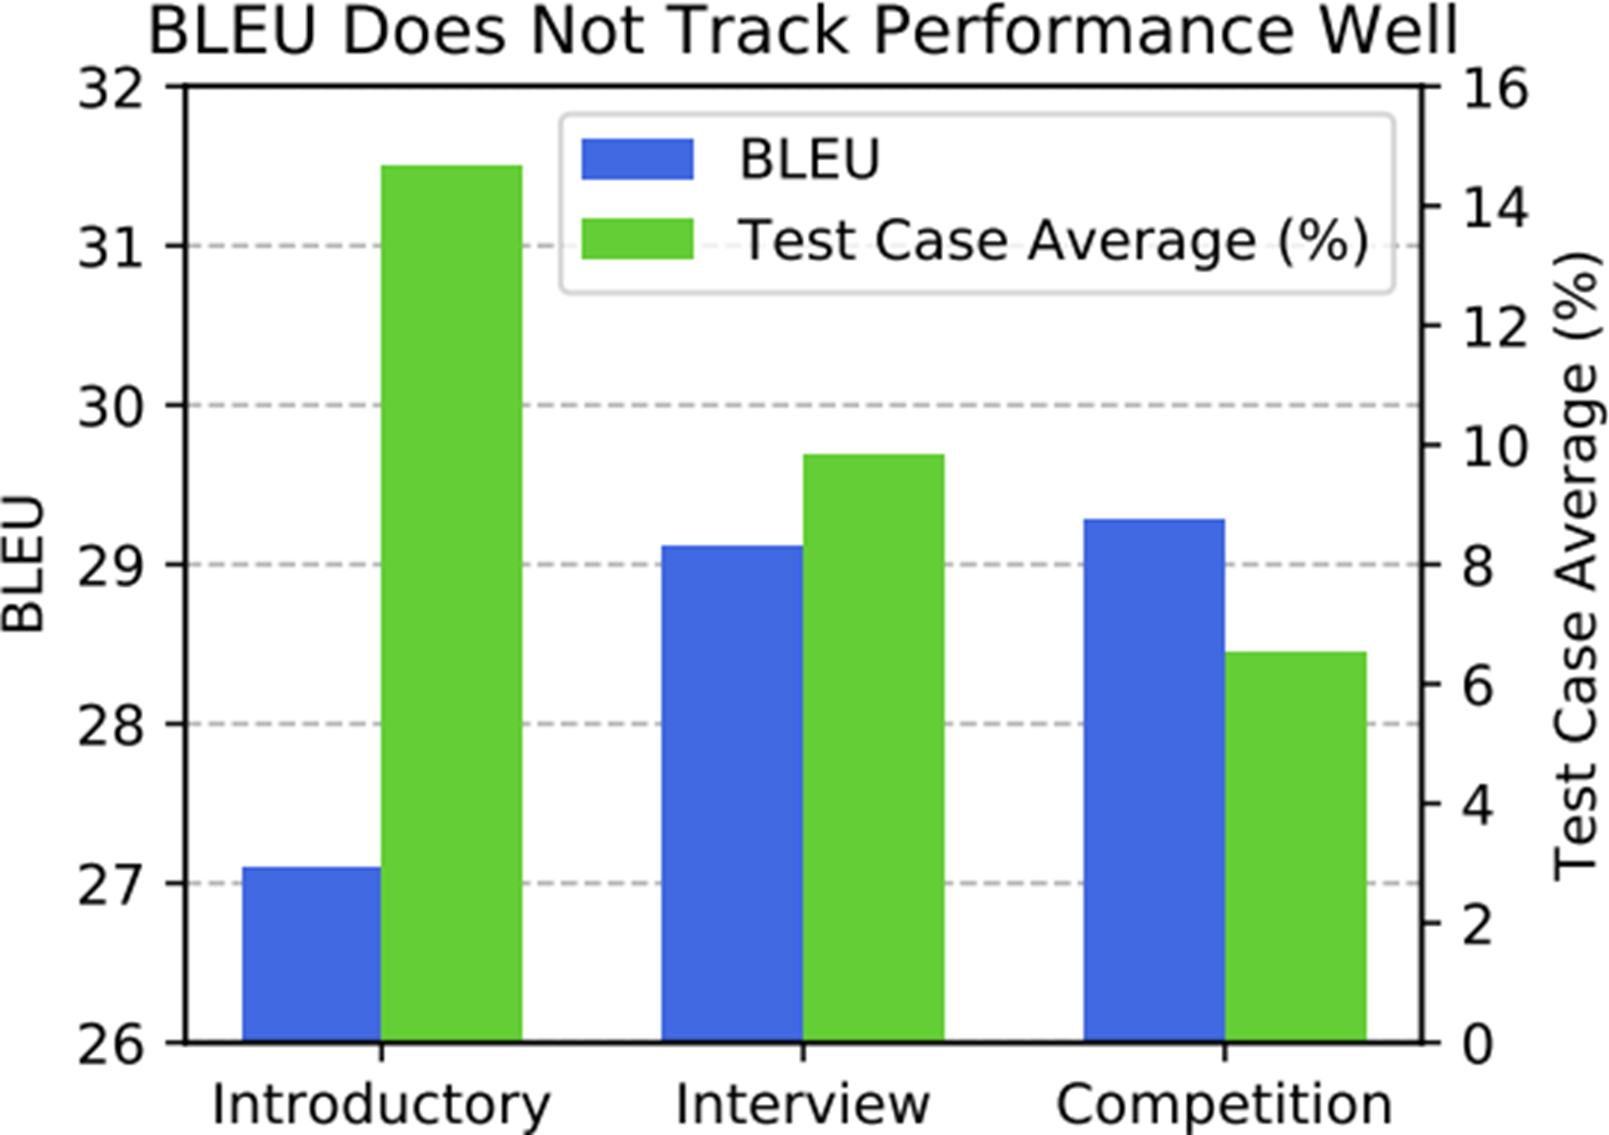 BLEU Does Not Track Performance Well
32
31
30
29
28
27
26
BLEU
BLEU
Test Case Average (%)
16
14
12
10
8
6
4
2
0
Test Case Average (%)
Introductory
Interview
Competition